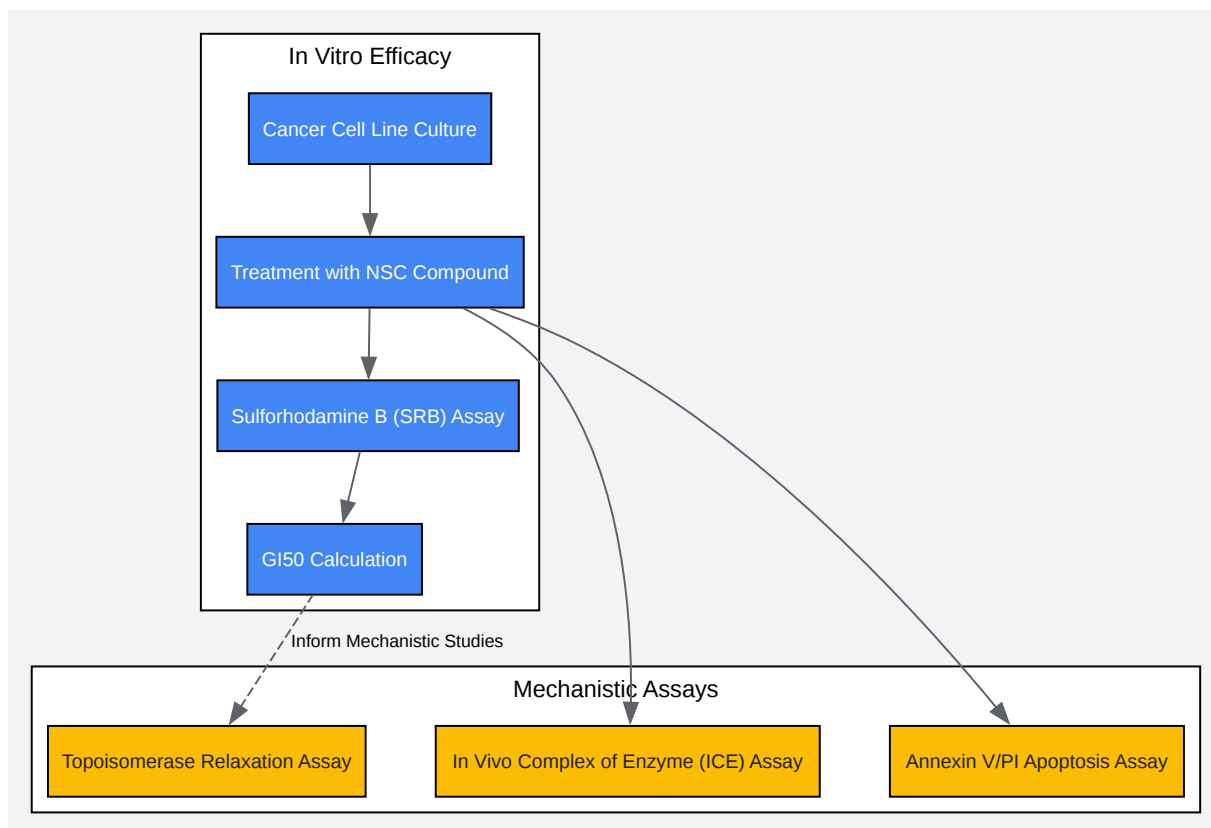 In Vitro Efficacy
Cancer Cell Line Culture
Treatment with NSC Compound
Sulforhodamine B (SRB) Assay
GI50 Calculation
Inform Mechanistic Studies
Mechanistic Assays
Topoisomerase Relaxation Assay
In Vivo Complex of Enzyme (ICE) Assay
Annexin V/PI Apoptosis Assay